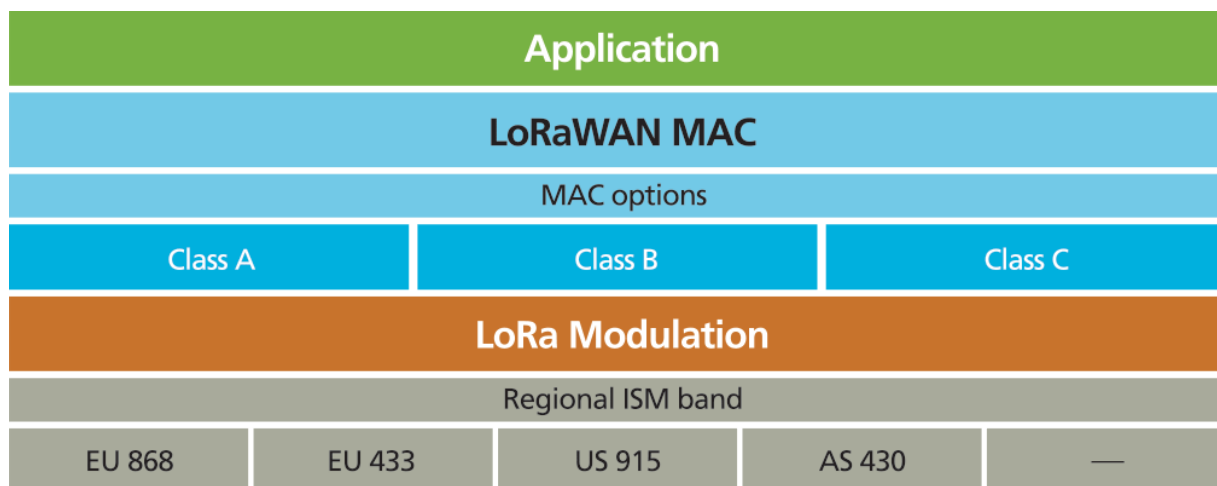 Application
LoRaWAN MAC
MAC options
Class A Class B Class C
LoRa Modulation
Regional ISM band
EU 868 EU 433 US 915 AS 430 —